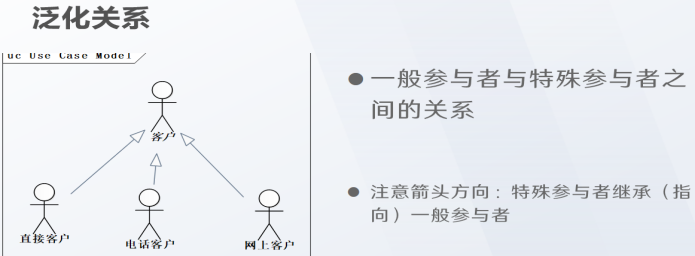 泛化关系
uc Use Case Model
客户
直接客户
电话客户
网上客户
●一般参与者与特殊参与者之
间的关系
●注意箭头方向：特殊参与者继承（指
向）一般参与者